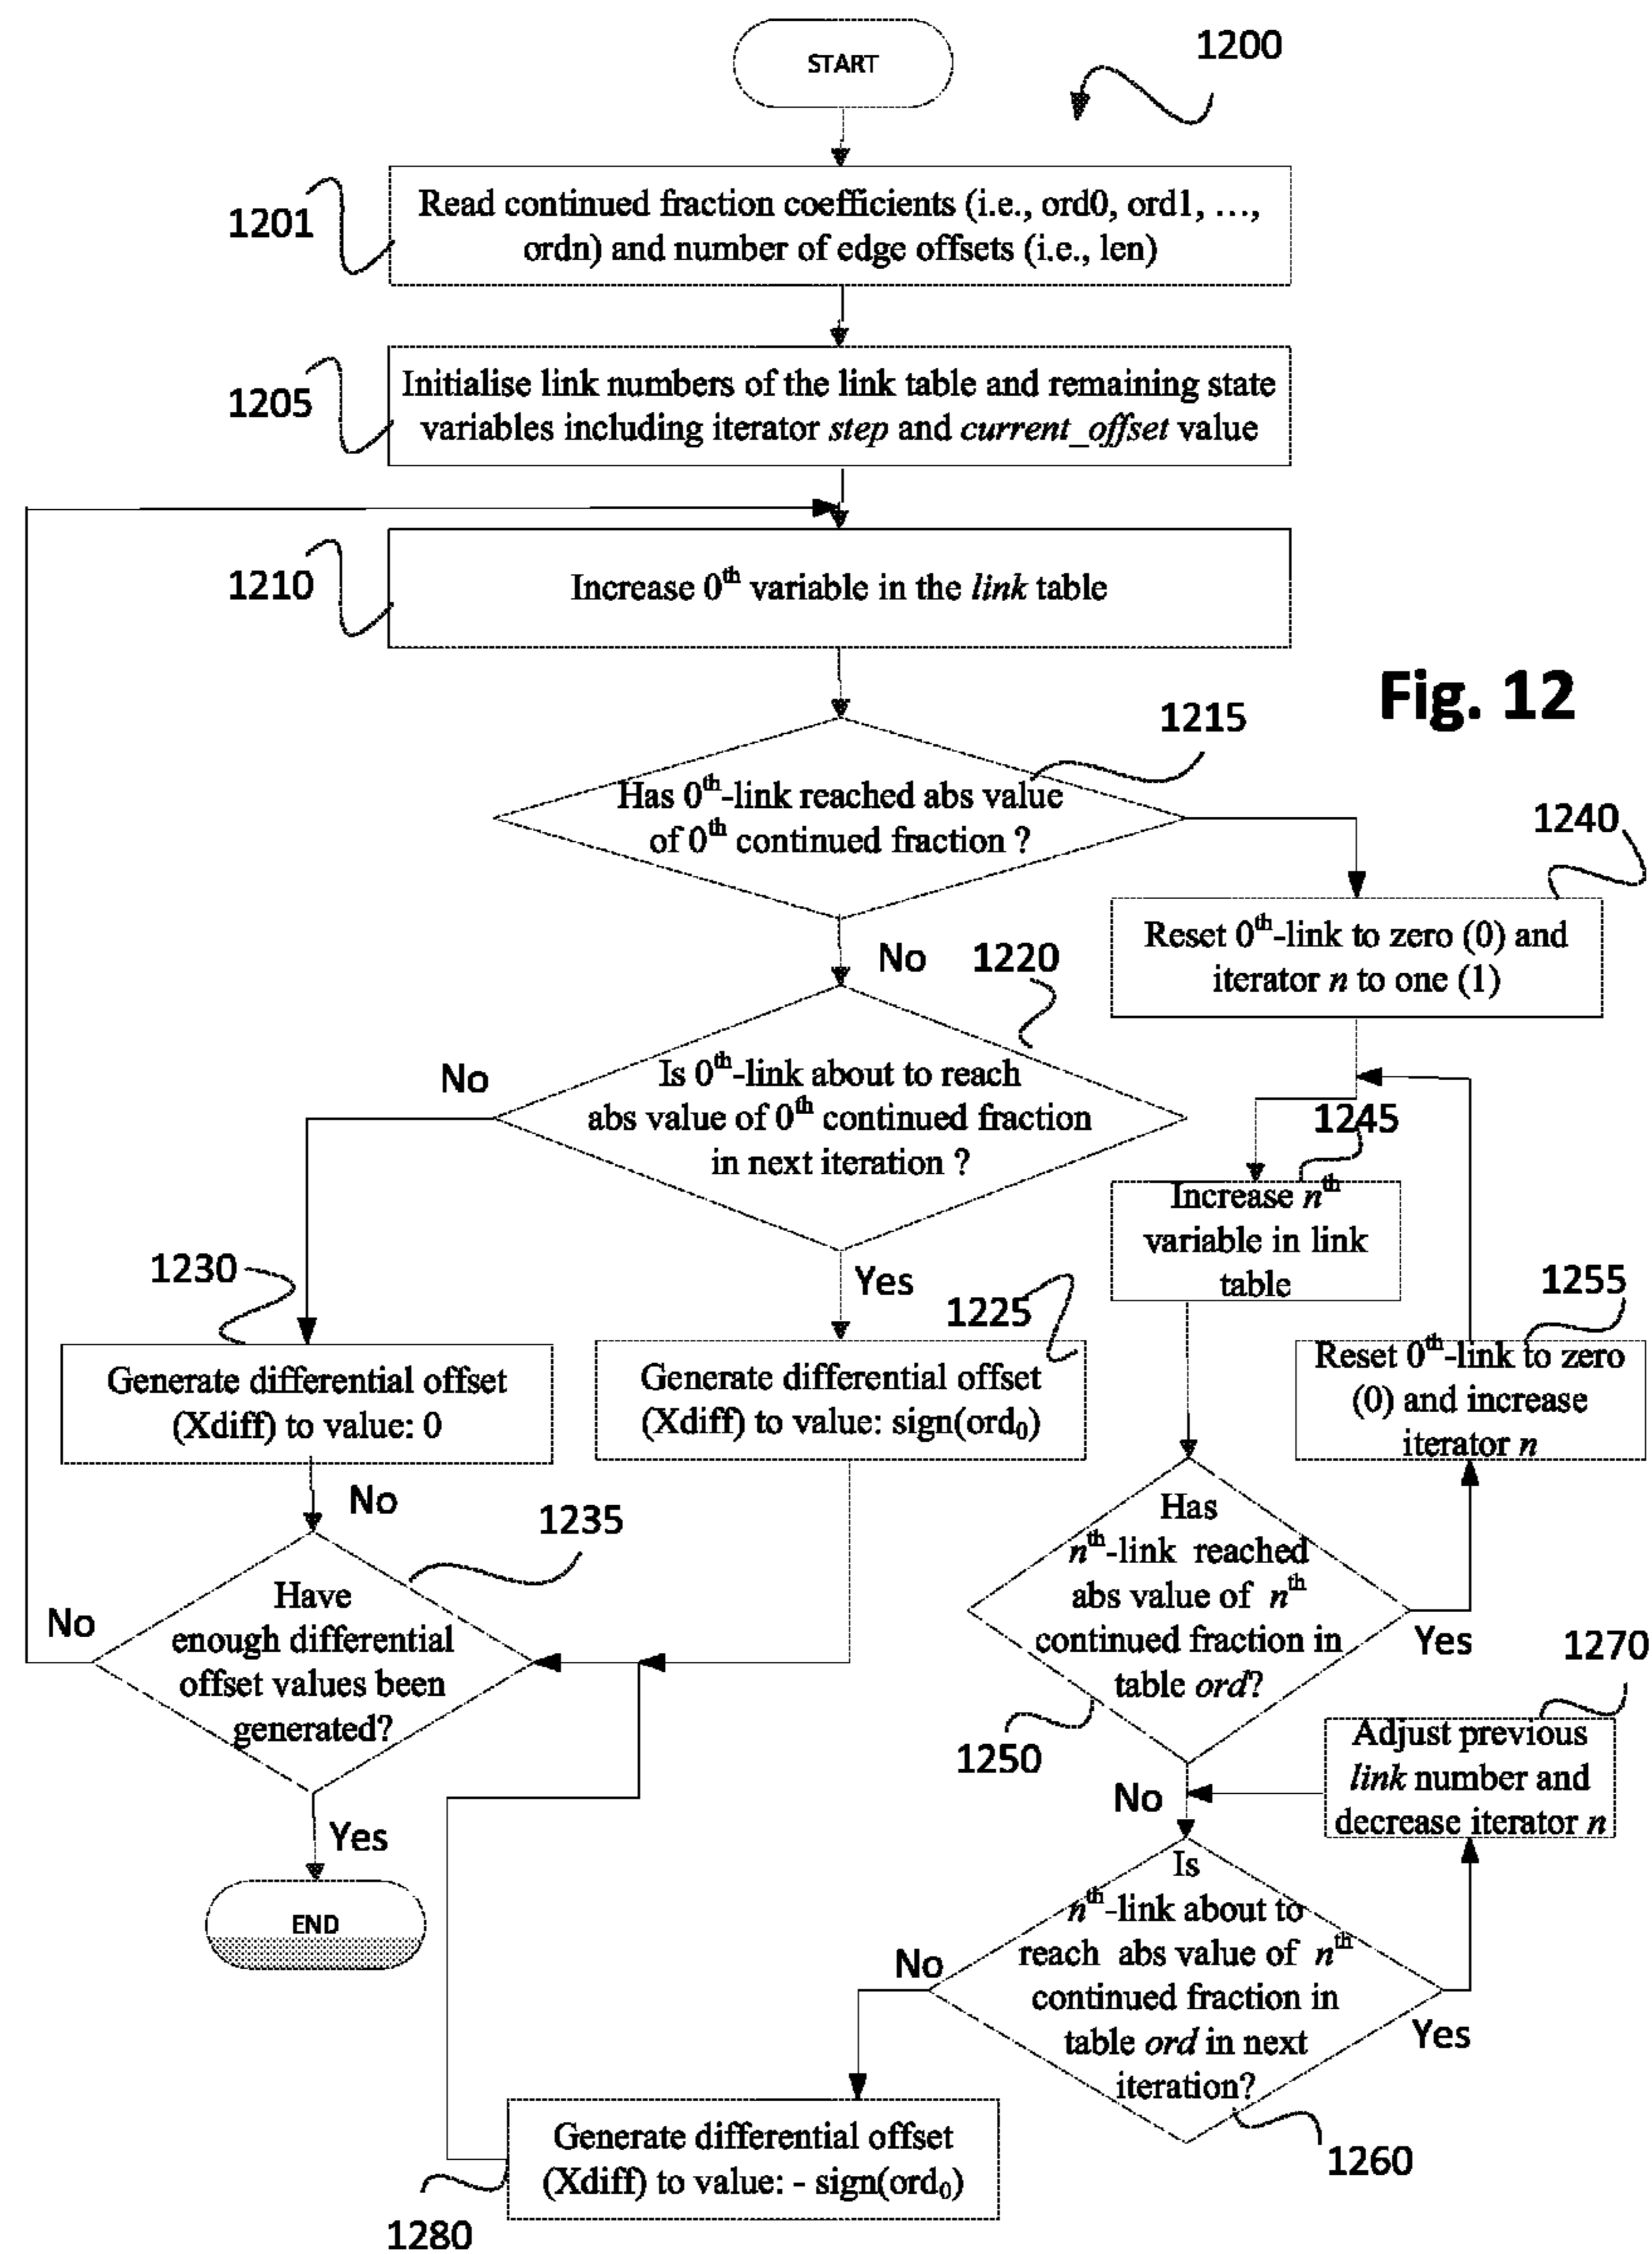 START
1200
1201
Read continued fraction coefficients (i.e., ord0, ord1, …,
ordn) and number of edge offsets (i.e., len)
1205
Initialise link numbers of the link table and remaining state
variables including iterator step and current_offset value
1210
Increase 0th variable in the link table
Fig. 12
1215
Has 0th-link reached abs value
of 0th continued fraction ?
1240
Reset 0th-link to zero (0) and
iterator n to one (1)
No
1220
Is 0th-link about to reach
abs value of 0th continued fraction
in next iteration ?
No
Yes
1245
Increase nth
variable in link
table
1230
Generate differential offset
(Xdiff) to value: 0
1225
Generate differential offset
(Xdiff) to value: sign(ord0)
1255
Reset 0th-link to zero
(0) and increase
iterator n
No
1235
Have
enough differential
offset values been
generated?
No
Yes
END
Has
nth-link reached
abs value of nth
continued fraction in
table ord?
Yes
1250
No
1270
Adjust previous
link number and
decrease iterator n
Is
nth-link about to
reach abs value of nth
continued fraction in
table ord in next
iteration?
No
Yes
1260
Generate differential offset
(Xdiff) to value: - sign(ord0)
1280